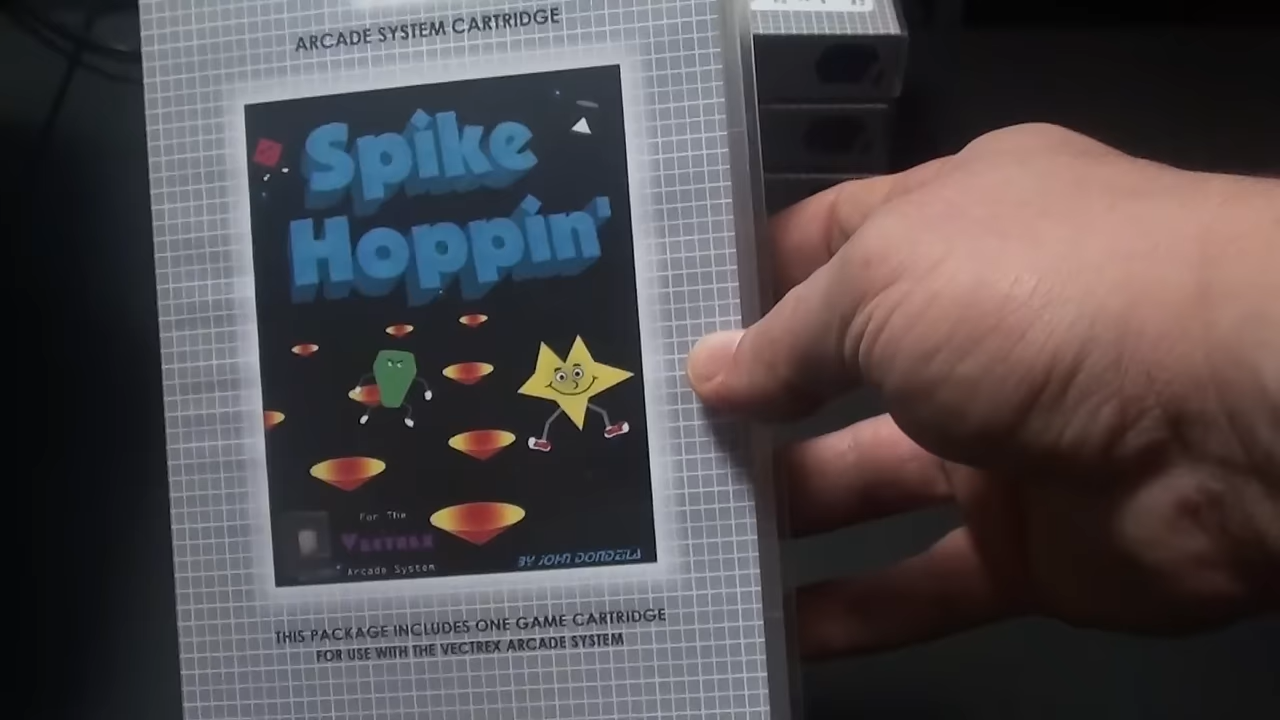 ARCADE SYSTEM CARTRIDGE
Spike
Hoppin'
For The
VECTREX
Arcade System
BY JOHN DONDZILA
THIS PACKAGE INCLUDES ONE GAME CARTRIDGE
FOR USE WITH THE VECTREX ARCADE SYSTEM